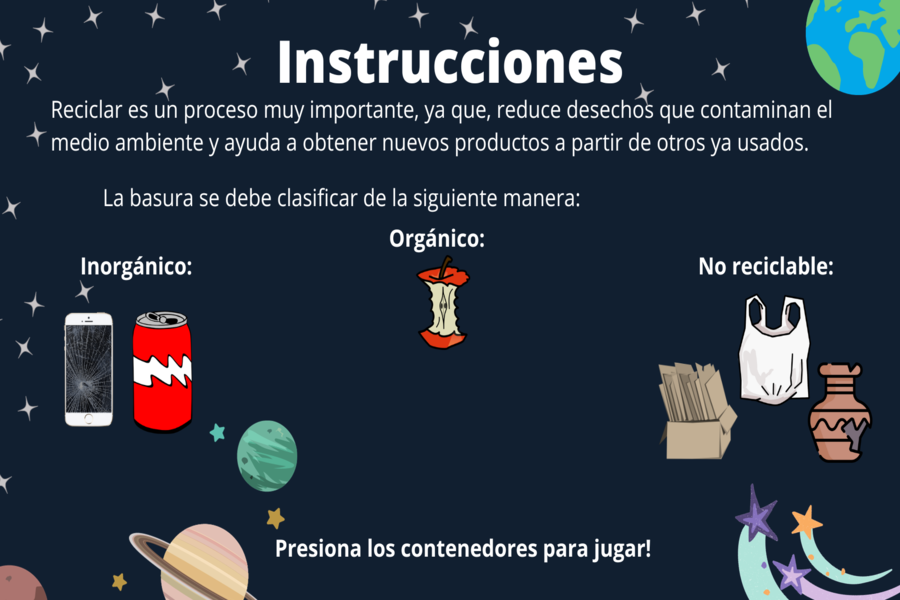 Instrucciones
Reciclar es un proceso muy importante, ya que, reduce desechos que contaminan el
medio ambiente y ayuda a obtener nuevos productos a partir de otros ya usados.
La basura se debe clasificar de la siguiente manera:
Orgánico:
Inorgánico:
No reciclable:
Presiona los contenedores para jugar!